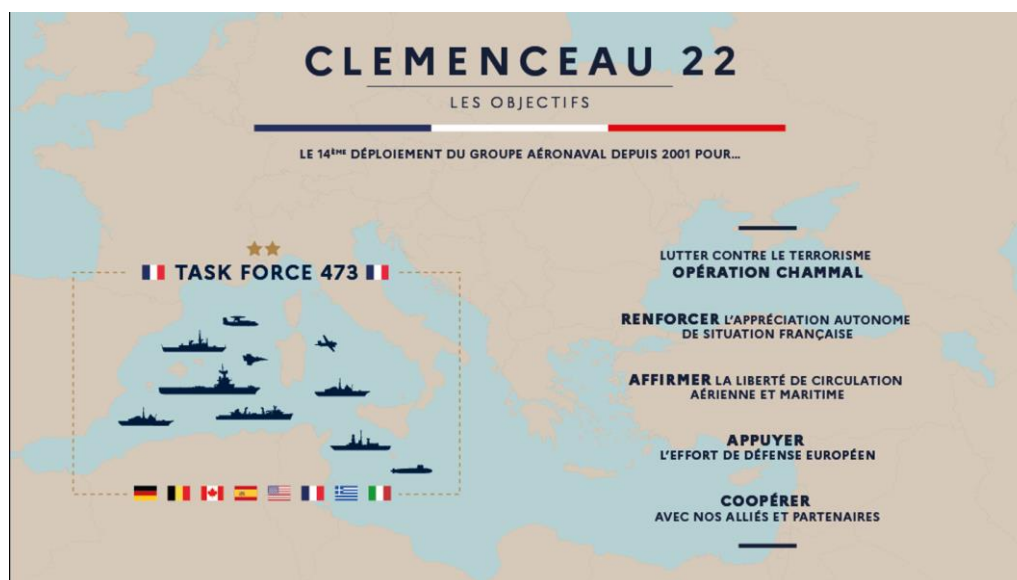 CLEMENCEAU 22
LES OBJECTIFS
LE 14ÈME DÉPLOIEMENT DU GROUPE AÉRONAVAL DEPUIS 2001 POUR...
TASK FORCE 473
LUTTER CONTRE LE TERRORISME
OPÉRATION CHAMMAL
RENFORCER L'APPRÉCIATION AUTONOME
DE SITUATION FRANÇAISE
AFFIRMER LA LIBERTÉ DE CIRCULATION
AÉRIENNE ET MARITIME
APPUYER
L'EFFORT DE DÉFENSE EUROPÉEN
COOPÉRER
AVEC NOS ALLIÉS ET PARTENAIRES